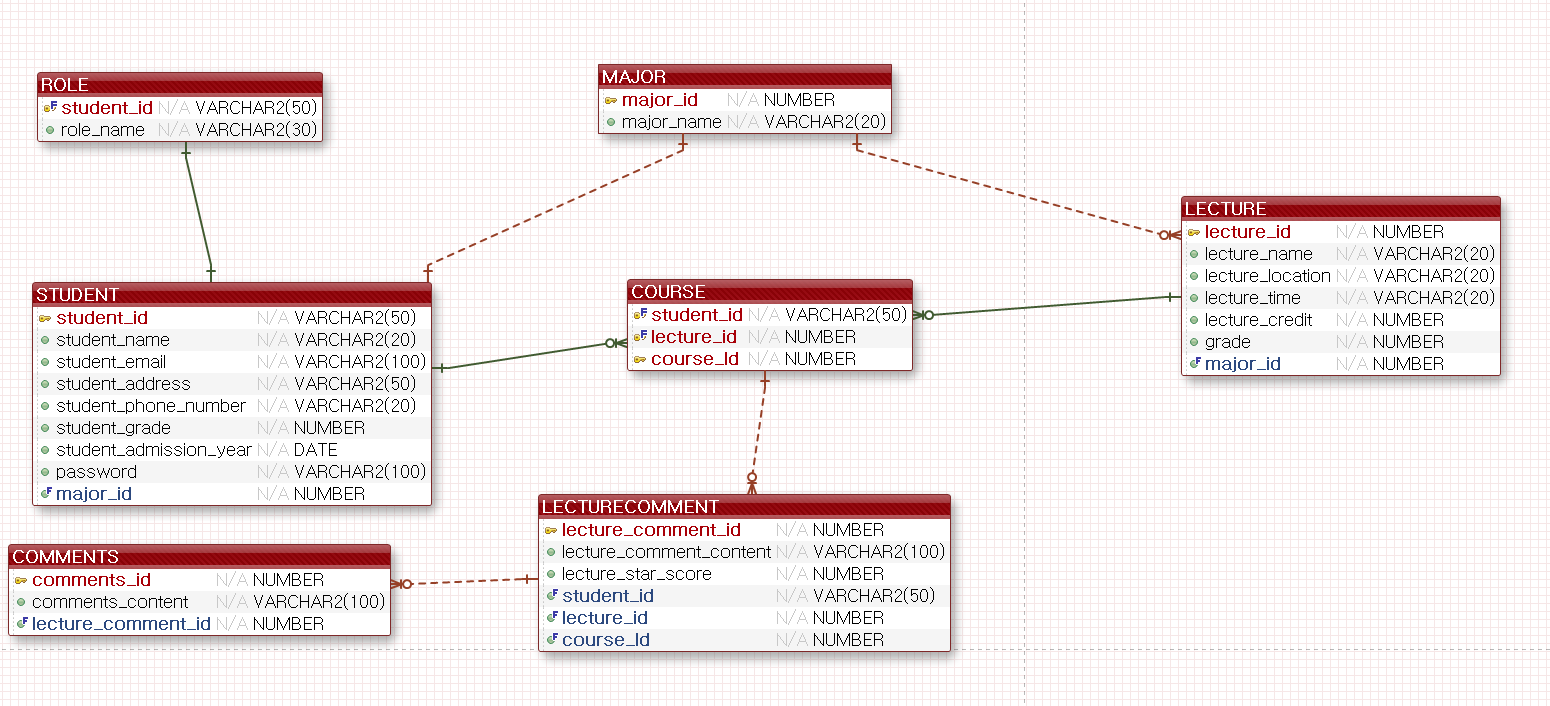 ROLE
student_id N/A VARCHAR2(50)
role_name N/A VARCHAR2(30)
MAJOR
major_id N/A NUMBER
major_name N/A VARCHAR2(20)
LECTURE
lecture_id N/A NUMBER
lecture_name N/A VARCHAR2(20)
lecture_location N/A VARCHAR2(20)
lecture_time N/A VARCHAR2(20)
lecture_credit N/A NUMBER
grade N/A NUMBER
major_id N/A NUMBER
STUDENT
student_id N/A VARCHAR2(50)
student_name N/A VARCHAR2(20)
student_email N/A VARCHAR2(100)
student_address N/A VARCHAR2(50)
student_phone_number N/A VARCHAR2(20)
student_grade N/A NUMBER
student_admission_year N/A DATE
password N/A VARCHAR2(100)
major_id N/A NUMBER
COURSE
student_id N/A VARCHAR2(50)
lecture_id N/A NUMBER
course_Id N/A NUMBER
LECTURECOMMENT
lecture_comment_id N/A NUMBER
lecture_comment_content N/A VARCHAR2(100)
lecture_star_score N/A NUMBER
student_id N/A VARCHAR2(50)
lecture_id N/A NUMBER
course_Id N/A NUMBER
COMMENTS
comments_id N/A NUMBER
comments_content N/A VARCHAR2(100)
lecture_comment_id N/A NUMBER